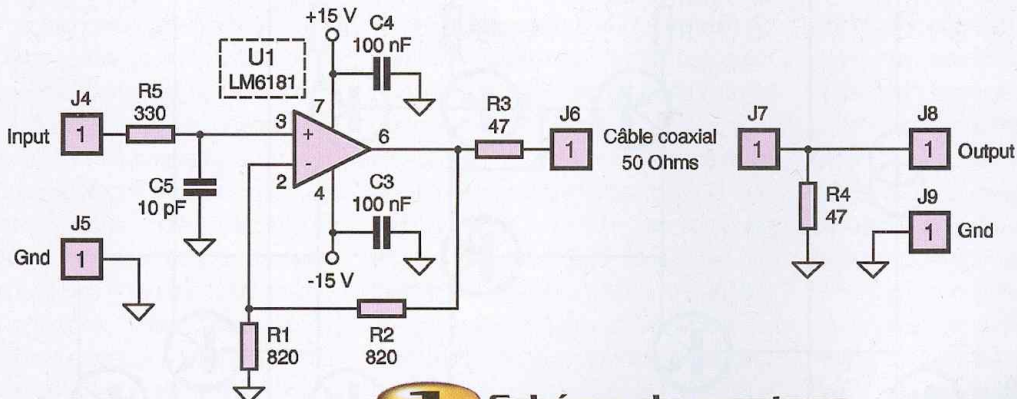 +15 V
C4
100 nF
U1
LM6181
7
J4
1
Input
R5
330
3
+
-
2
4
6
C5
10 pF
C3
100 nF
-15 V
R3
47
J6
1
Câble coaxial
50 Ohms
J7
1
R4
47
J8
1
Output
J9
1
Gnd
J5
1
Gnd
R1
820
R2
820